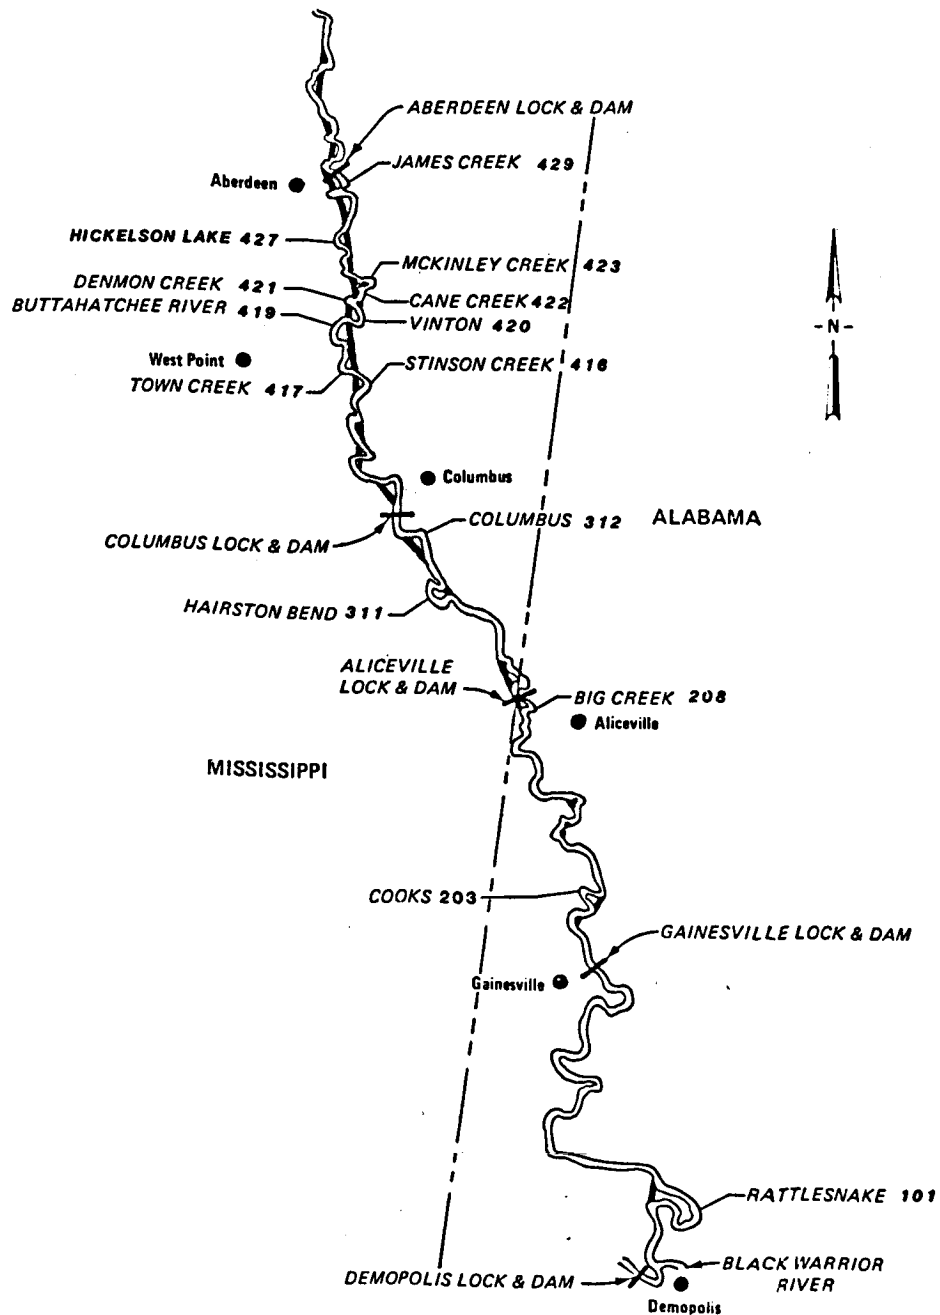 ABERDEEN LOCK & DAM
JAMES CREEK 429
Aberdeen
HICKELSON LAKE 427
MCKINLEY CREEK 423
DENMON CREEK 421
CANE CREEK 422
BUTTAHATCHEE RIVER 419
VINTON 420
- N -
West Point
STINSON CREEK 416
TOWN CREEK 417
Columbus
COLUMBUS 312
ALABAMA
COLUMBUS LOCK & DAM
HAIRSTON BEND 311
ALICEVILLE
LOCK & DAM
BIG CREEK 208
Aliceville
MISSISSIPPI
COOKS 203
GAINESVILLE LOCK & DAM
Gainesville
RATTLESNAKE 101
BLACK WARRIOR
RIVER
DEMOPOLIS LOCK & DAM
Demopolis